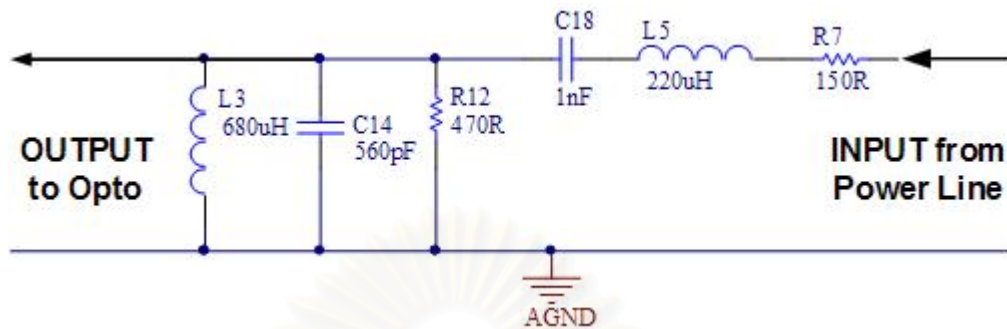 C18
1nF
L5
220uH
R7
150R
L3
680uH
C14
560pF
R12
470R
OUTPUT
to Opto
INPUT from
Power Line
AGND